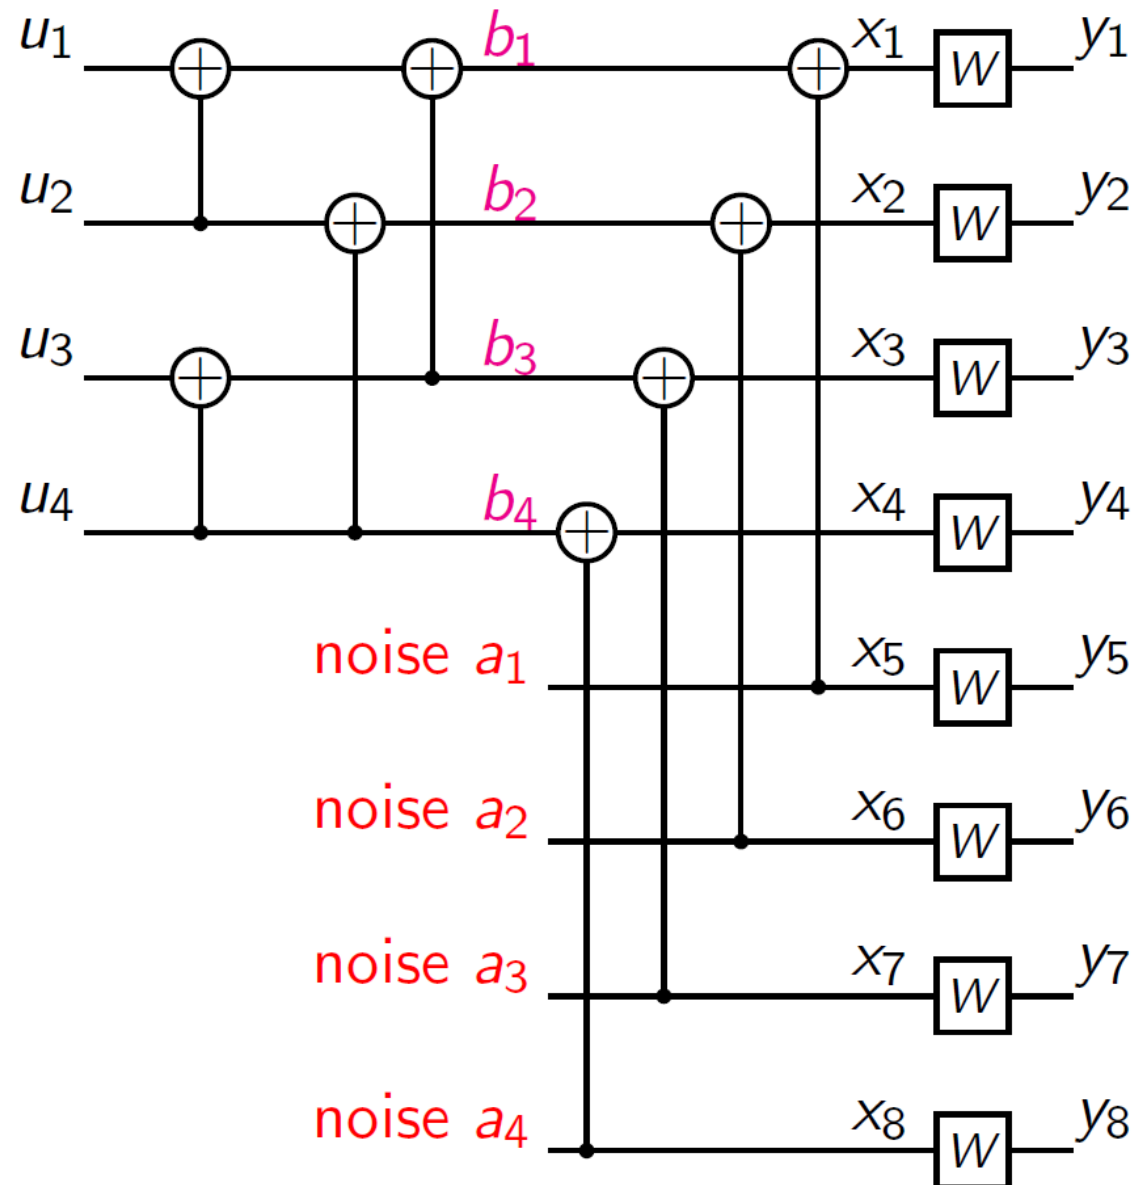 u₁ b₁ x₁ W y₁
u₂ b₂ x₂ W y₂
u₃ b₃ x₃ W y₃
u₄ b₄ x₄ W y₄
noise a₁ x₅ W y₅
noise a₂ x₆ W y₆
noise a₃ x₇ W y₇
noise a₄ x₈ W y₈